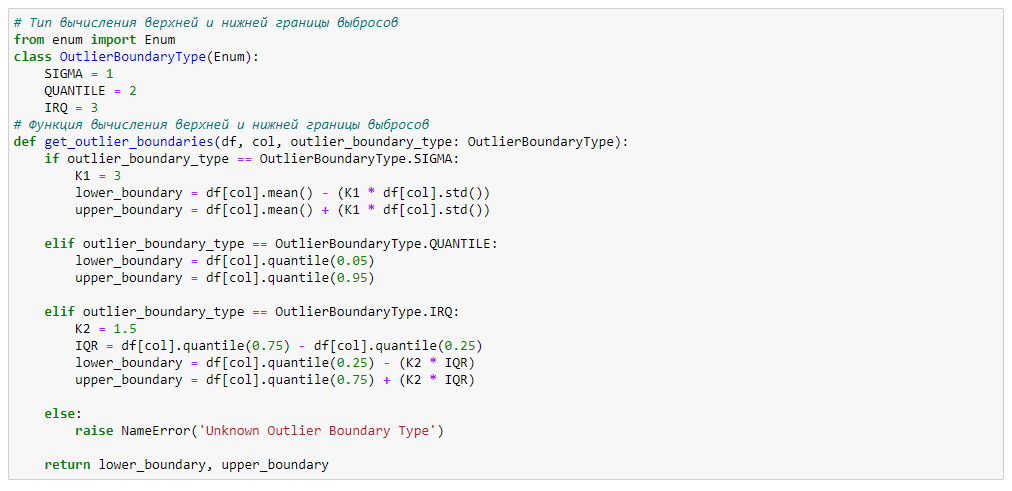 # Тип вычисления верхней и нижней границы выбросов
from enum import Enum
class OutlierBoundaryType(Enum):
    SIGMA = 1
    QUANTILE = 2
    IRQ = 3
# Функция вычисления верхней и нижней границы выбросов
def get_outlier_boundaries(df, col, outlier_boundary_type: OutlierBoundaryType):
    if outlier_boundary_type == OutlierBoundaryType.SIGMA:
        K1 = 3
        lower_boundary = df[col].mean() - (K1 * df[col].std())
        upper_boundary = df[col].mean() + (K1 * df[col].std())

    elif outlier_boundary_type == OutlierBoundaryType.QUANTILE:
        lower_boundary = df[col].quantile(0.05)
        upper_boundary = df[col].quantile(0.95)

    elif outlier_boundary_type == OutlierBoundaryType.IRQ:
        K2 = 1.5
        IQR = df[col].quantile(0.75) - df[col].quantile(0.25)
        lower_boundary = df[col].quantile(0.25) - (K2 * IQR)
        upper_boundary = df[col].quantile(0.75) + (K2 * IQR)

    else:
        raise NameError('Unknown Outlier Boundary Type')

    return lower_boundary, upper_boundary